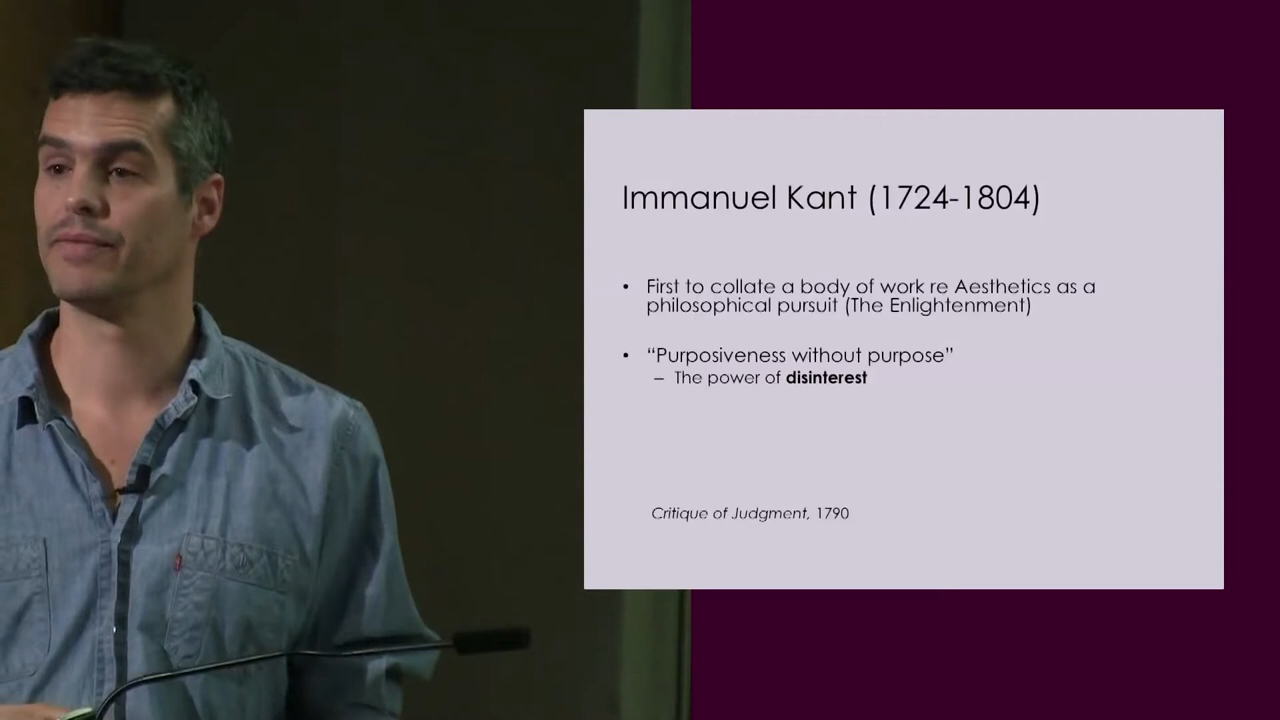 Immanuel Kant (1724-1804)
• First to collate a body of work re Aesthetics as a
philosophical pursuit (The Enlightenment)
• “Purposiveness without purpose”
– The power of disinterest
Critique of Judgment, 1790